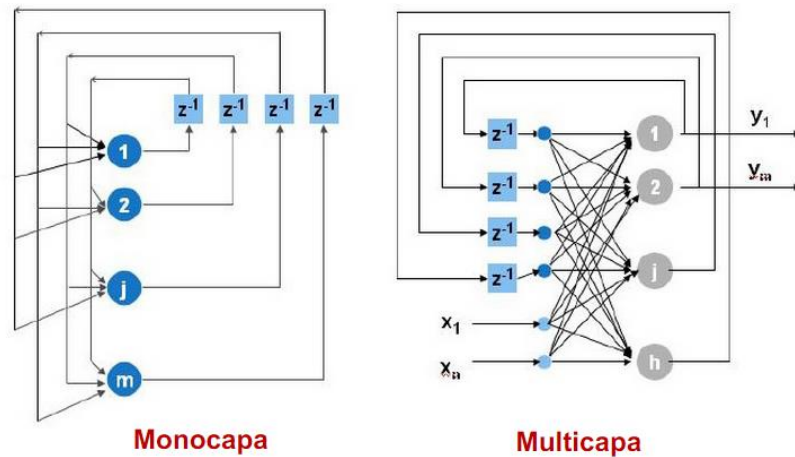 z⁻¹ z⁻¹ z⁻¹ z⁻¹
1
2
j
m
Monocapa
z⁻¹ 1 y₁
z⁻¹ 2 yₘ
z⁻¹
z⁻¹ j
x₁
xₙ h
Multicapa